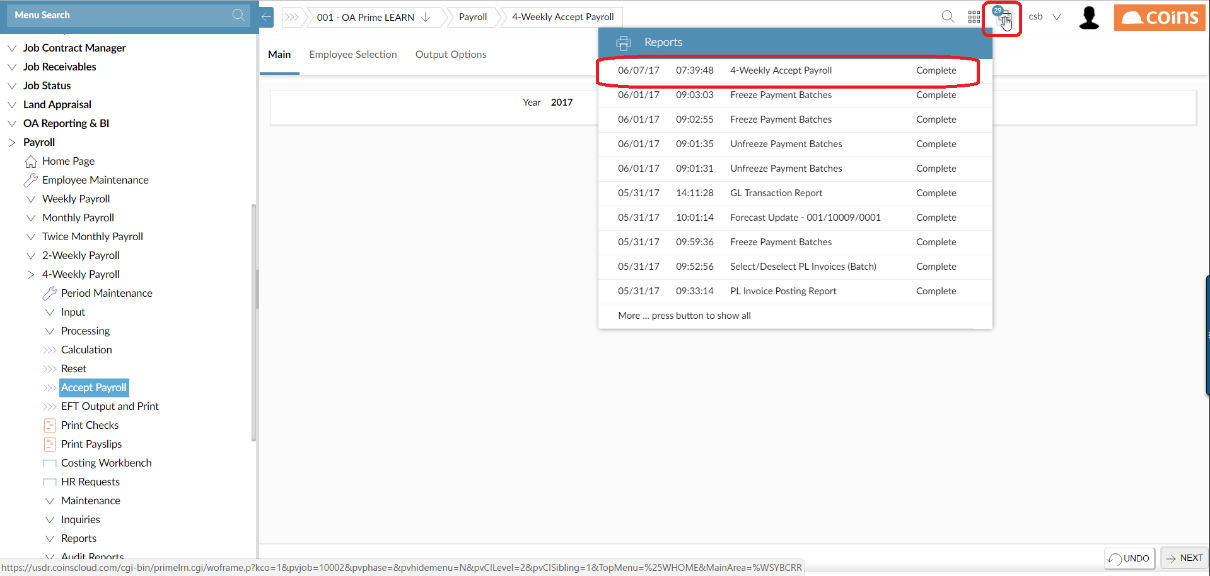 Menu Search
001 - OA Prime LEARN
Payroll
4-Weekly Accept Payroll
29
csb
coins
Job Contract Manager
Job Receivables
Job Status
Land Appraisal
OA Reporting & BI
Payroll
Home Page
Employee Maintenance
Weekly Payroll
Monthly Payroll
Twice Monthly Payroll
2-Weekly Payroll
4-Weekly Payroll
Period Maintenance
Input
Processing
Calculation
Reset
Accept Payroll
EFT Output and Print
Print Checks
Print Payslips
Costing Workbench
HR Requests
Maintenance
Inquiries
Reports
Audit Reports
Main Employee Selection Output Options
Year 2017
Reports
06/07/17 07:39:48 4-Weekly Accept Payroll Complete
06/01/17 09:03:03 Freeze Payment Batches Complete
06/01/17 09:02:55 Freeze Payment Batches Complete
06/01/17 09:01:35 Unfreeze Payment Batches Complete
06/01/17 09:01:31 Unfreeze Payment Batches Complete
05/31/17 14:11:28 GL Transaction Report Complete
05/31/17 10:01:14 Forecast Update - 001/10009/0001 Complete
05/31/17 09:59:36 Freeze Payment Batches Complete
05/31/17 09:52:56 Select/Deselect PL Invoices (Batch) Complete
05/31/17 09:33:14 PL Invoice Posting Report Complete
More ... press button to show all
UNDO NEXT
https://usdr.coinscloud.com/cgi-bin/primelrn.cgi/woframe.p?kco=1&pvjob=10002&pvphase=&pvhidemenu=N&pvCILevel=2&pvCISibling=1&TopMenu=%25WHOME&MainArea=%WSYBCRR